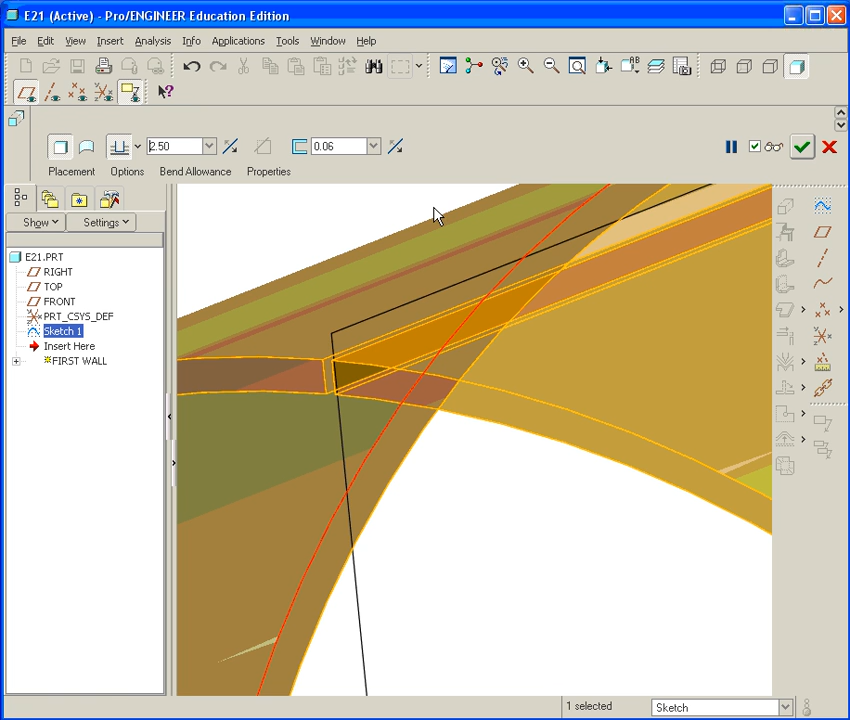 E21 (Active) - Pro/ENGINEER Education Edition
File Edit View Insert Analysis Info Applications Tools Window Help
2.50 0.06
Placement Options Bend Allowance Properties
Show Settings
E21.PRT
RIGHT
TOP
FRONT
PRT_CSYS_DEF
Sketch 1
Insert Here
FIRST WALL
1 selected Sketch